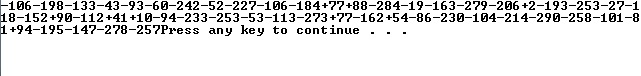 -106-198-133-43-93-60-242-52-227-106-184+77+88-284-19-163-279-206+2-193-253-27-1
18-152+90-112+41+10-94-233-253-53-113-273+77-162+54-86-230-104-214-290-258-101-8
1+94-195-147-278-257Press any key to continue . . .